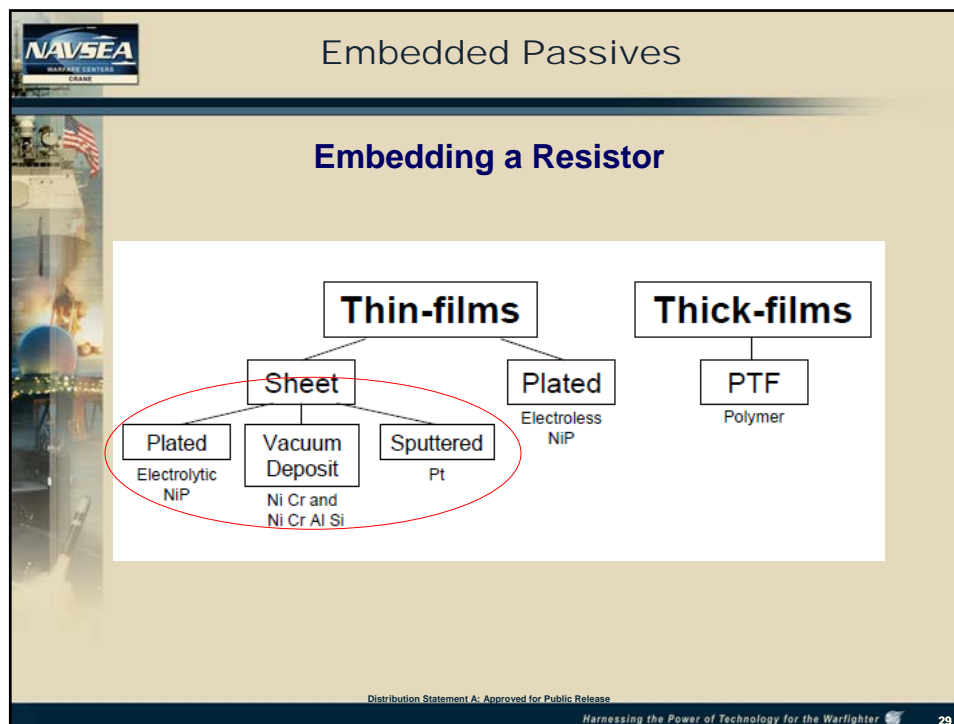 NAVSEA
WARFARE CENTERS
CRANE
Embedded Passives
Embedding a Resistor
Thin-films
Thick-films
Sheet
Plated
Electroless
NiP
PTF
Polymer
Plated
Electrolytic
NiP
Vacuum
Deposit
Ni Cr and
Ni Cr Al Si
Sputtered
Pt
Distribution Statement A: Approved for Public Release
Harnessing the Power of Technology for the Warfighter
29